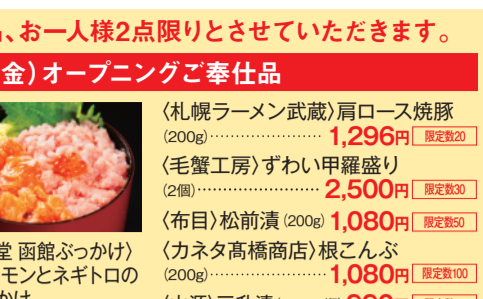 、お一人様2点限りとさせていただきます。
金)オープニングご奉仕品
〈札幌ラーメン武蔵〉肩ロース焼豚
(200g)…………………1,296円 限定数20
〈毛蟹工房〉ずわい甲羅盛り
(2個)……………………2,500円 限定数30
〈布目〉松前漬(200g)1,080円 限定数50
〈カネタ髙橋商店〉根こんぶ
(200g)…………………1,080円 限定数100
堂 函館ぶっかけ〉
モンとネギトロの